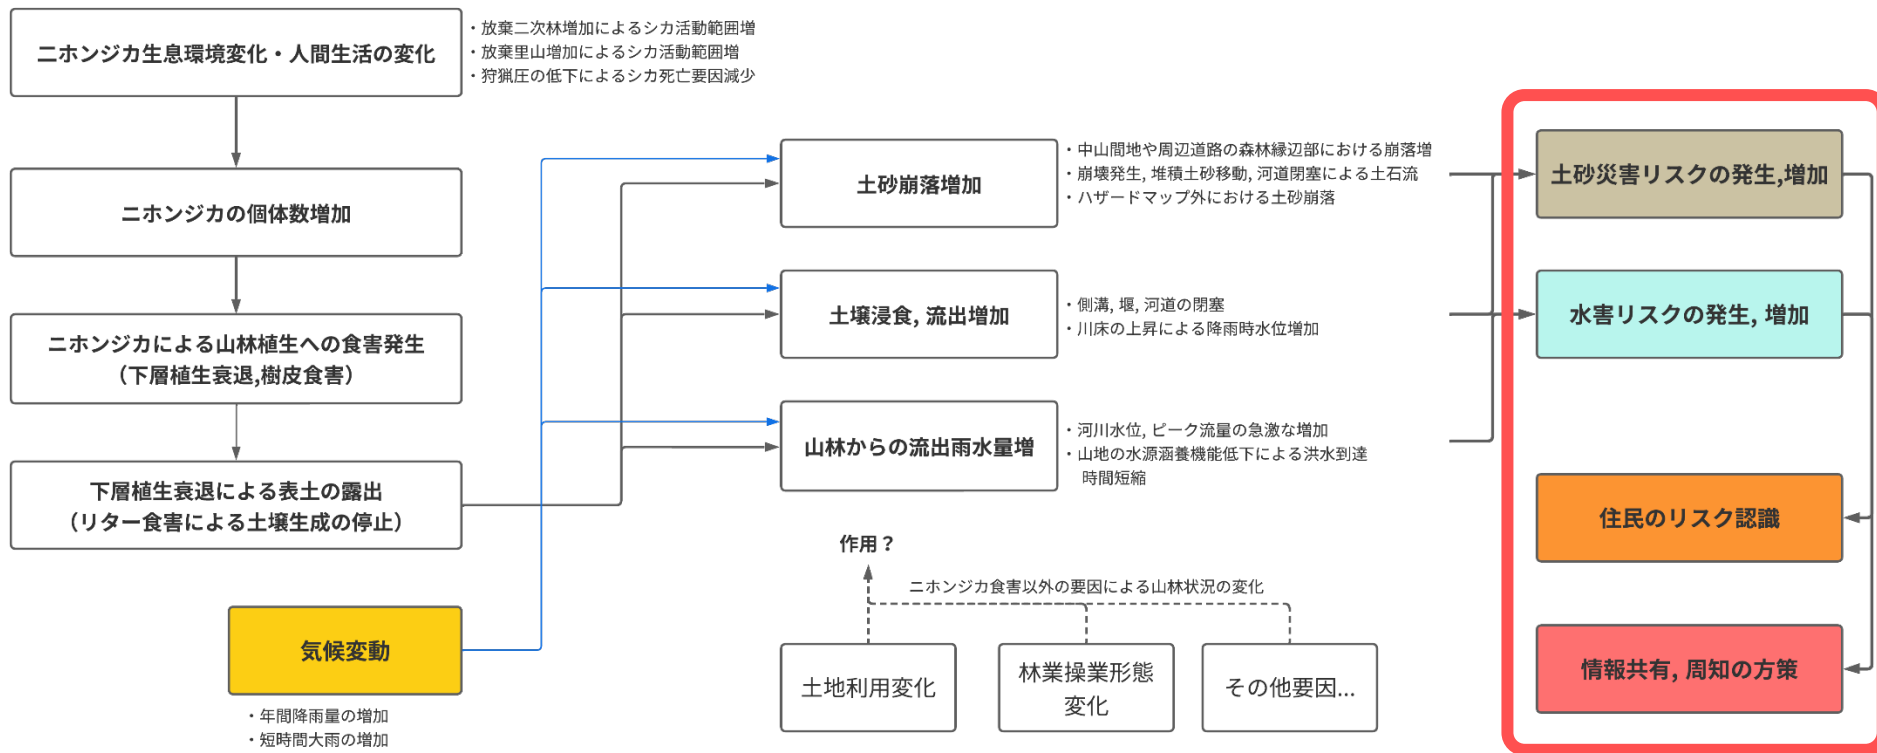 ニホンジカ生息環境変化・人間生活の変化
・放棄二次林増加によるシカ活動範囲増
・放棄里山増加によるシカ活動範囲増
・狩猟圧の低下によるシカ死亡要因減少
ニホンジカの個体数増加
ニホンジカによる山林植生への食害発生
（下層植生衰退,樹皮食害）
下層植生衰退による表土の露出
（リター食害による土壌生成の停止）
気候変動
・年間降雨量の増加
・短時間大雨の増加
土砂崩落増加
・中山間地や周辺道路の森林縁辺部における崩落増
・崩壊発生, 堆積土砂移動, 河道閉塞による土石流
・ハザードマップ外における土砂崩落
土壌浸食, 流出増加
・側溝, 堰, 河道の閉塞
・川床の上昇による降雨時水位増加
山林からの流出雨水量増
・河川水位, ピーク流量の急激な増加
・山地の水源涵養機能低下による洪水到達
時間短縮
作用？
ニホンジカ食害以外の要因による山林状況の変化
土地利用変化
林業操業形態
変化
その他要因...
土砂災害リスクの発生,増加
水害リスクの発生, 増加
住民のリスク認識
情報共有, 周知の方策